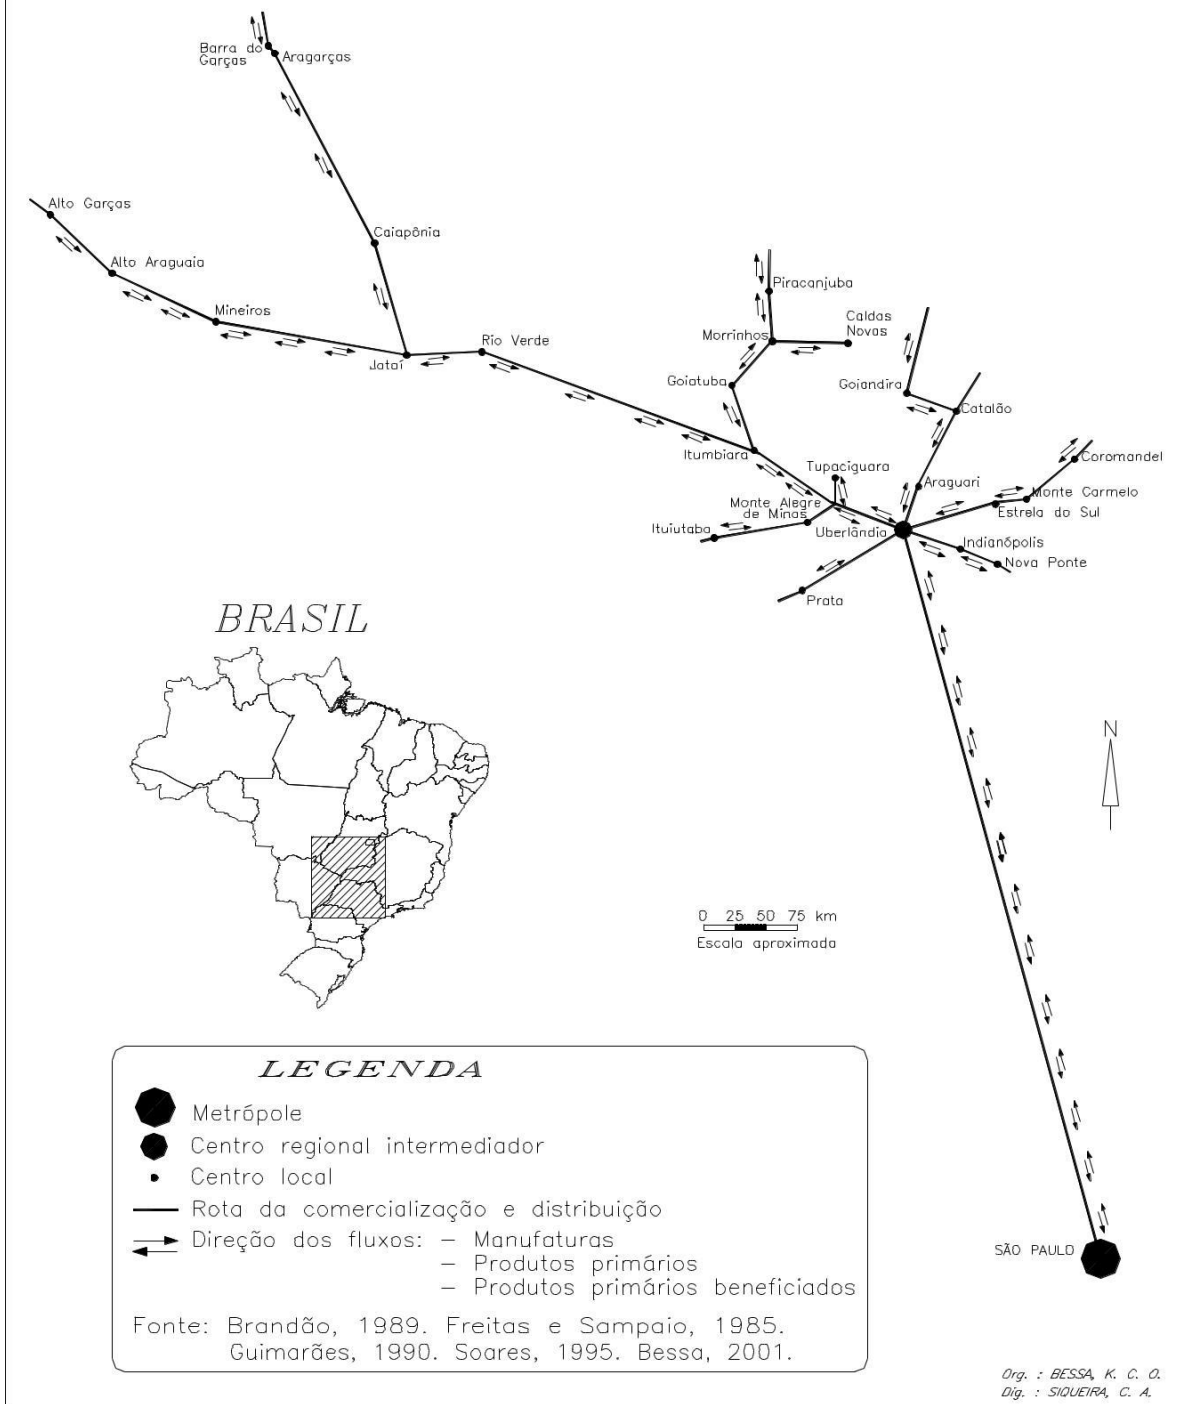 Barra do
Garças
Aragarças
Alto Garças
Caiapônia
Alto Araguaia
Mineiros
Piracanjuba
Caldas
Novas
Rio Verde
Morrinhos
Jataí
Goiatuba
Goiandira
Catalão
Itumbiara
Tupaciguara
Coromandel
Araguari
Monte Carmelo
Monte Alegre
de Minas
Estrela do Sul
Ituiutaba
Uberlândia
Indianópolis
Nova Ponte
Prata
BRASIL
N
0 25 50 75 km
Escala aproximada
LEGENDA
Metrópole
Centro regional intermediador
Centro local
Rota da comercialização e distribuição
Direção dos fluxos: – Manufaturas
– Produtos primários
– Produtos primários beneficiados
SÃO PAULO
Fonte: Brandão, 1989. Freitas e Sampaio, 1985.
Guimarães, 1990. Soares, 1995. Bessa, 2001.
Org. : BESSA, K. C. O.
Dig. : SIQUEIRA, C. A.